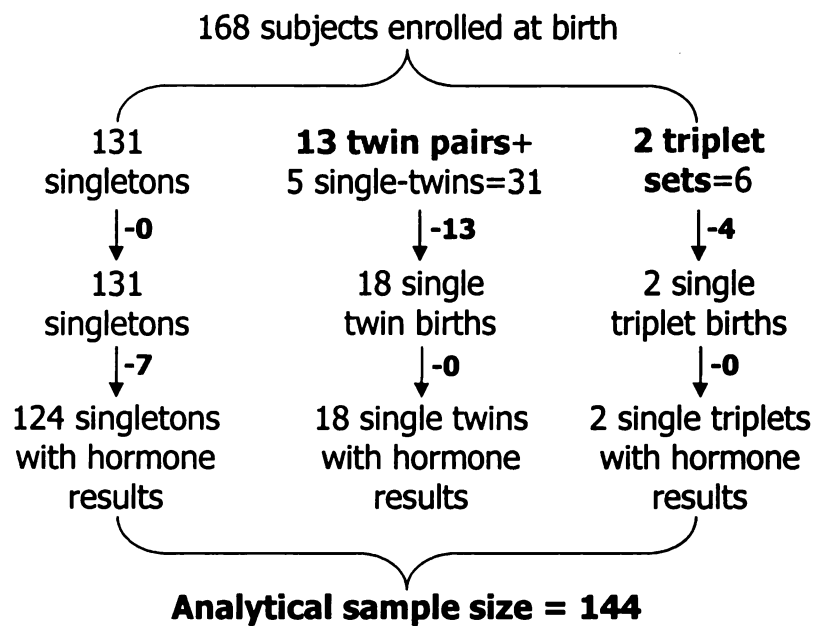 168 subjects enrolled at birth
131
singletons
13 twin pairs+
5 single-twins=31
2 triplet
sets=6
-0
-13
-4
131
singletons
18 single
twin births
2 single
triplet births
-7
-0
-0
124 singletons
with hormone
results
18 single twins
with hormone
results
2 single triplets
with hormone
results
Analytical sample size = 144